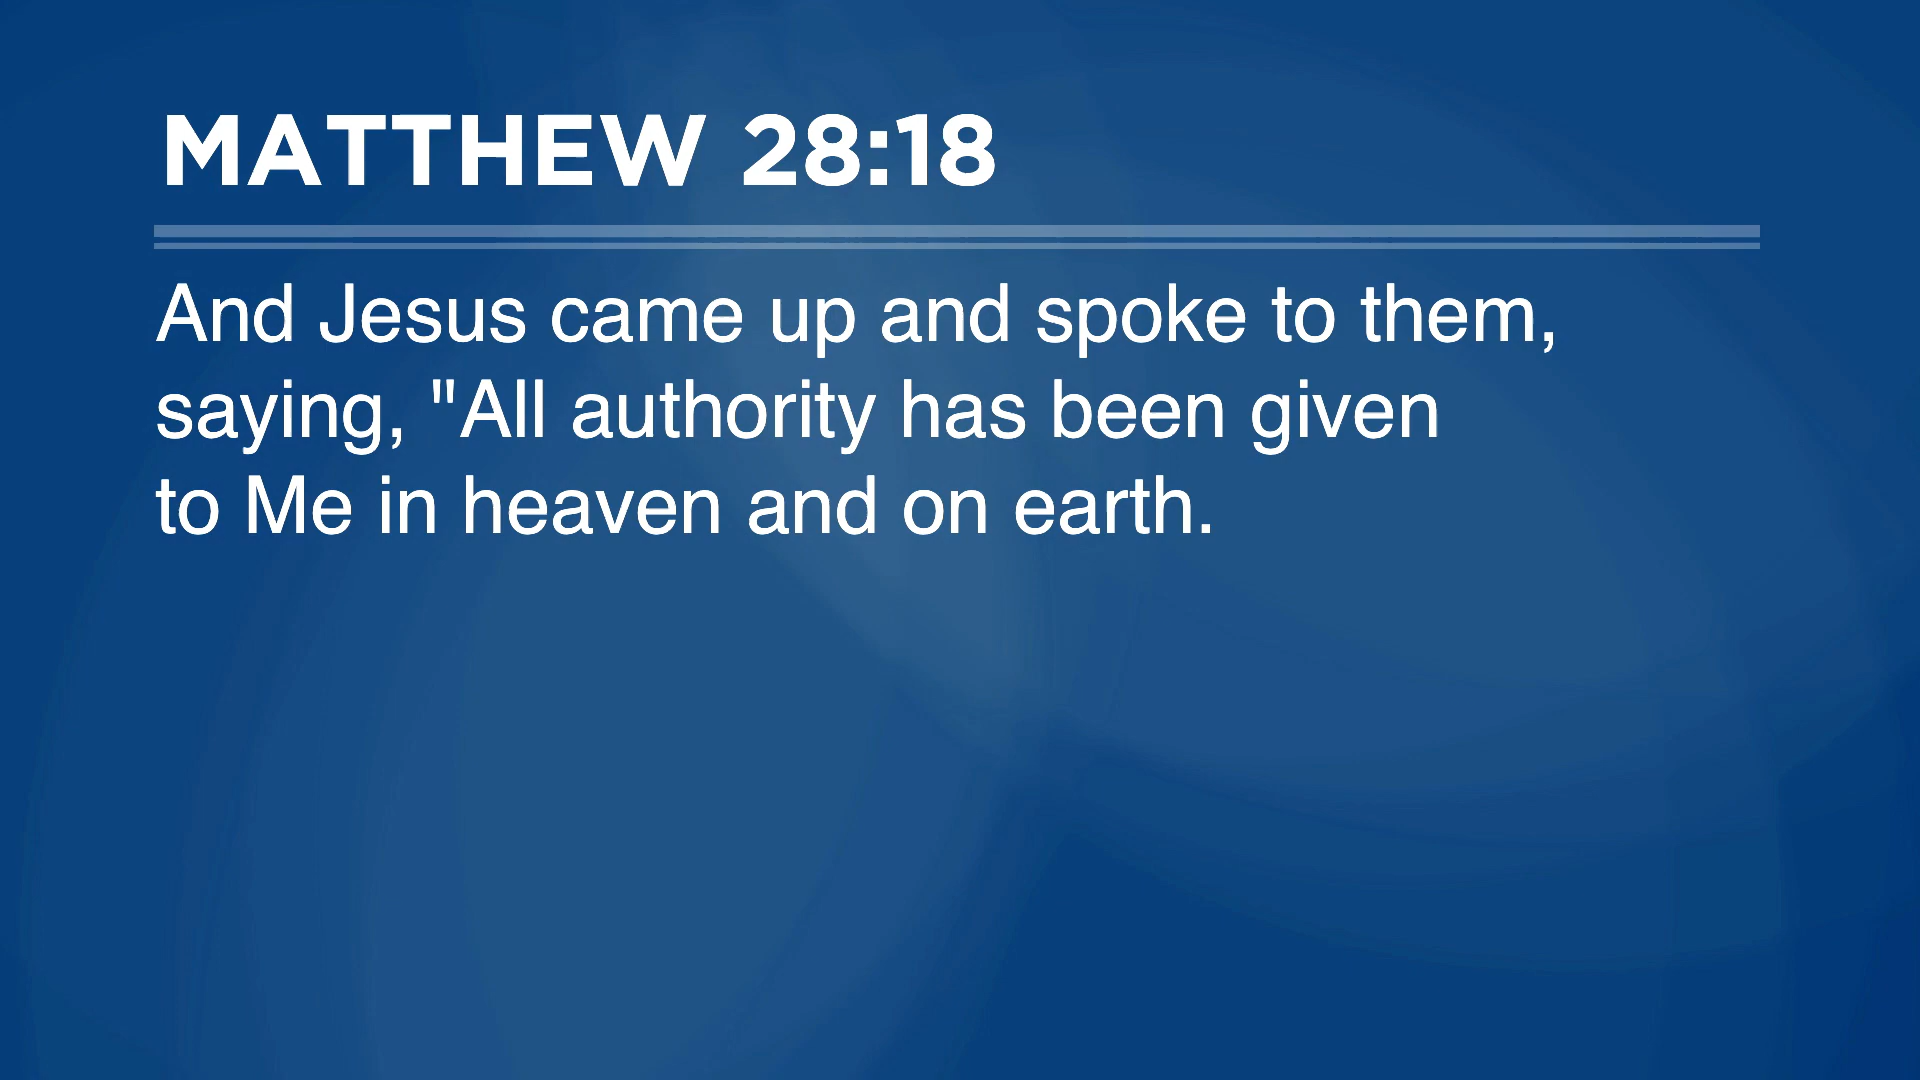 MATTHEW 28:18
And Jesus came up and spoke to them,
saying, "All authority has been given
to Me in heaven and on earth.